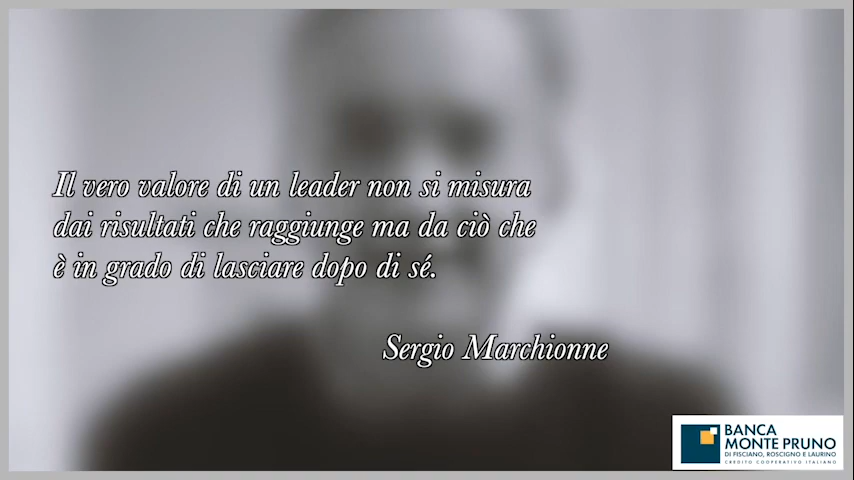 Il vero valore di un leader non si misura
dai risultati che raggiunge ma da ciò che
è in grado di lasciare dopo di sé.
Sergio Marchionne
BANCA
MONTE PRUNO
DI FISCIANO, ROSCIGNO E LAURINO
CREDITO COOPERATIVO ITALIANO